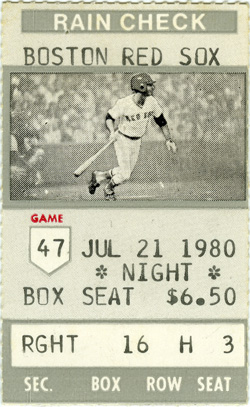 RAIN CHECK
BOSTON RED SOX
RED SOX
GAME
47 JUL 21 1980
* NIGHT *
BOX SEAT $6.50
RGHT 16 H 3
SEC. BOX ROW SEAT